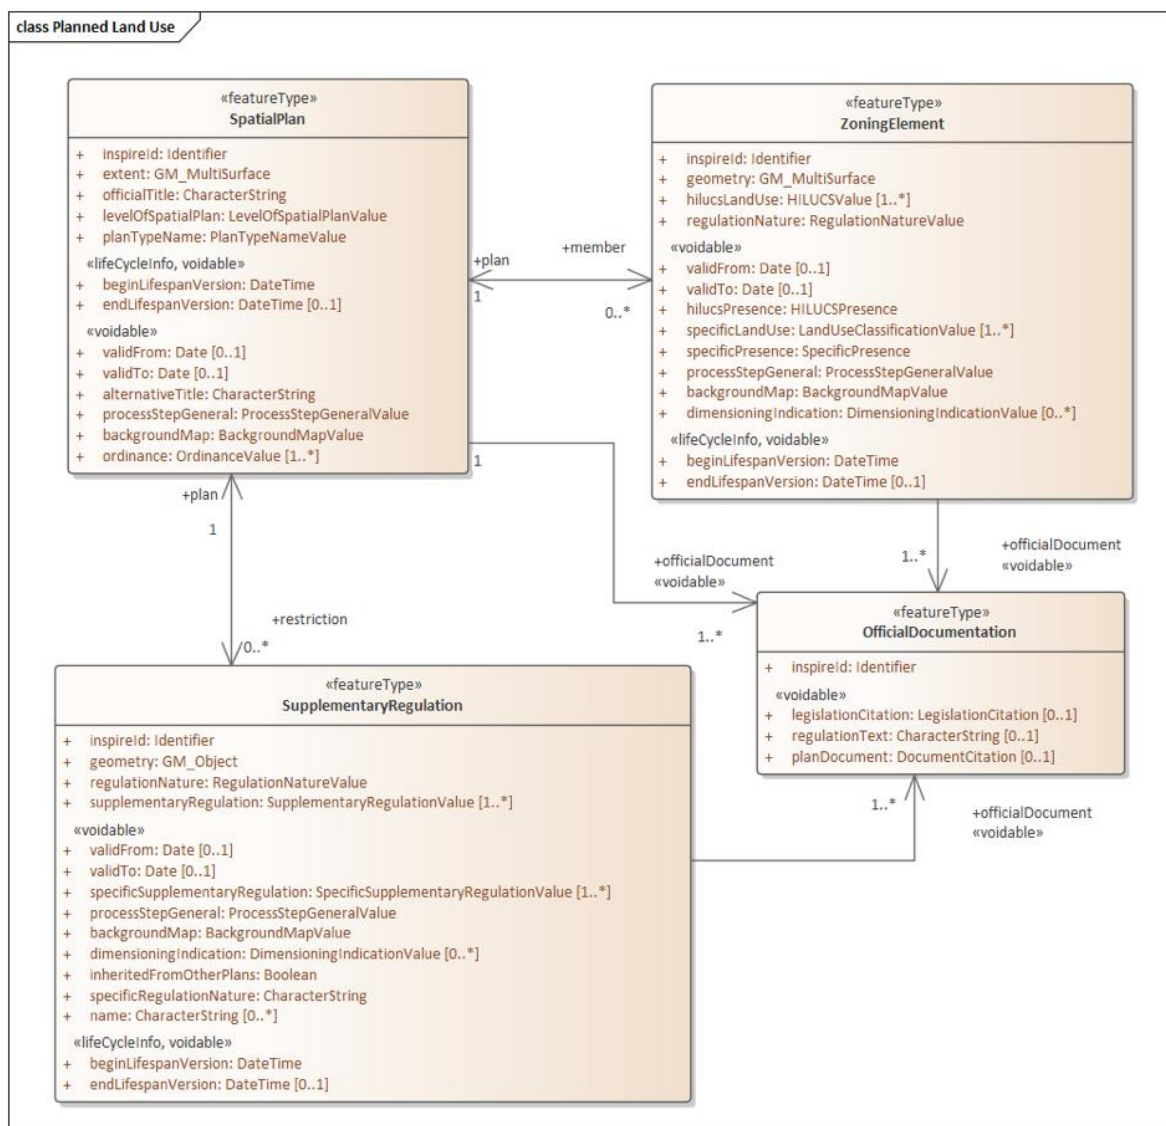 class Planned Land Use
«featureType»
SpatialPlan
+ inspireId: Identifier
+ extent: GM_MultiSurface
+ officialTitle: CharacterString
+ levelOfSpatialPlan: LevelOfSpatialPlanValue
+ planTypeName: PlanTypeNameValue
«lifeCycleInfo, voidable»
+ beginLifespanVersion: DateTime
+ endLifespanVersion: DateTime [0..1]
«voidable»
+ validFrom: Date [0..1]
+ validTo: Date [0..1]
+ alternativeTitle: CharacterString
+ processStepGeneral: ProcessStepGeneralValue
+ backgroundMap: BackgroundMapValue
+ ordinance: OrdinanceValue [1..*]
«featureType»
ZoningElement
+ inspireId: Identifier
+ geometry: GM_MultiSurface
+ hilucsLandUse: HILUCSValue [1..*]
+ regulationNature: RegulationNatureValue
«voidable»
+ validFrom: Date [0..1]
+ validTo: Date [0..1]
+ hilucsPresence: HILUCSPresence
+ specificLandUse: LandUseClassificationValue [1..*]
+ specificPresence: SpecificPresence
+ processStepGeneral: ProcessStepGeneralValue
+ backgroundMap: BackgroundMapValue
+ dimensioningIndication: DimensioningIndicationValue [0..*]
«lifeCycleInfo, voidable»
+ beginLifespanVersion: DateTime
+ endLifespanVersion: DateTime [0..1]
+member
+plan
1
0..*
1
+plan
1
+officialDocument
«voidable»
1..*
1..*
+officialDocument
«voidable»
+restriction
0..*
«featureType»
OfficialDocumentation
+ inspireId: Identifier
«voidable»
+ legislationCitation: LegislationCitation [0..1]
+ regulationText: CharacterString [0..1]
+ planDocument: DocumentCitation [0..1]
«featureType»
SupplementaryRegulation
+ inspireId: Identifier
+ geometry: GM_Object
+ regulationNature: RegulationNatureValue
+ supplementaryRegulation: SupplementaryRegulationValue [1..*]
«voidable»
+ validFrom: Date [0..1]
+ validTo: Date [0..1]
+ specificSupplementaryRegulation: SpecificSupplementaryRegulationValue [1..*]
+ processStepGeneral: ProcessStepGeneralValue
+ backgroundMap: BackgroundMapValue
+ dimensioningIndication: DimensioningIndicationValue [0..*]
+ inheritedFromOtherPlans: Boolean
+ specificRegulationNature: CharacterString
+ name: CharacterString [0..*]
«lifeCycleInfo, voidable»
+ beginLifespanVersion: DateTime
+ endLifespanVersion: DateTime [0..1]
1..*
+officialDocument
«voidable»